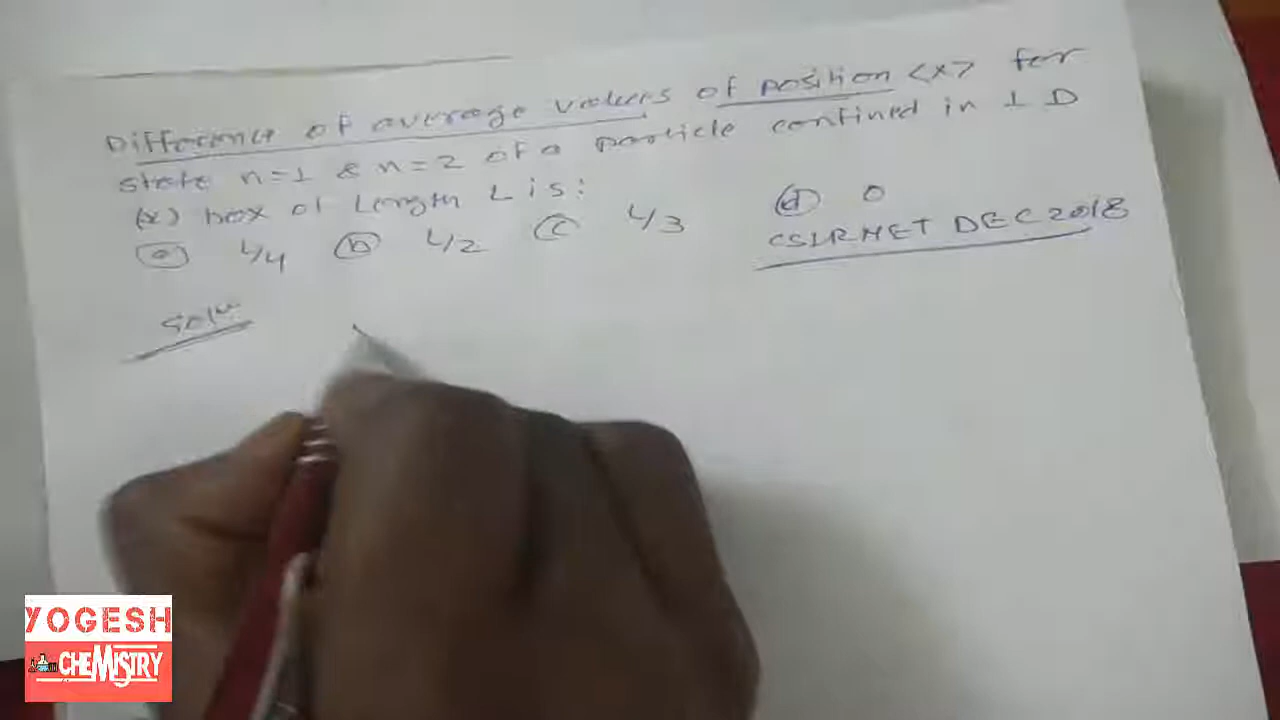 Difference of average values of position <x> for
state n=1 & n=2 of a particle confined in 1 D
(x) box of Length L is:
(a) L/4 (b) L/2 (c) L/3 (d) 0
CSIR NET DEC 2018
Solⁿ
YOGESH
CHEMISTRY